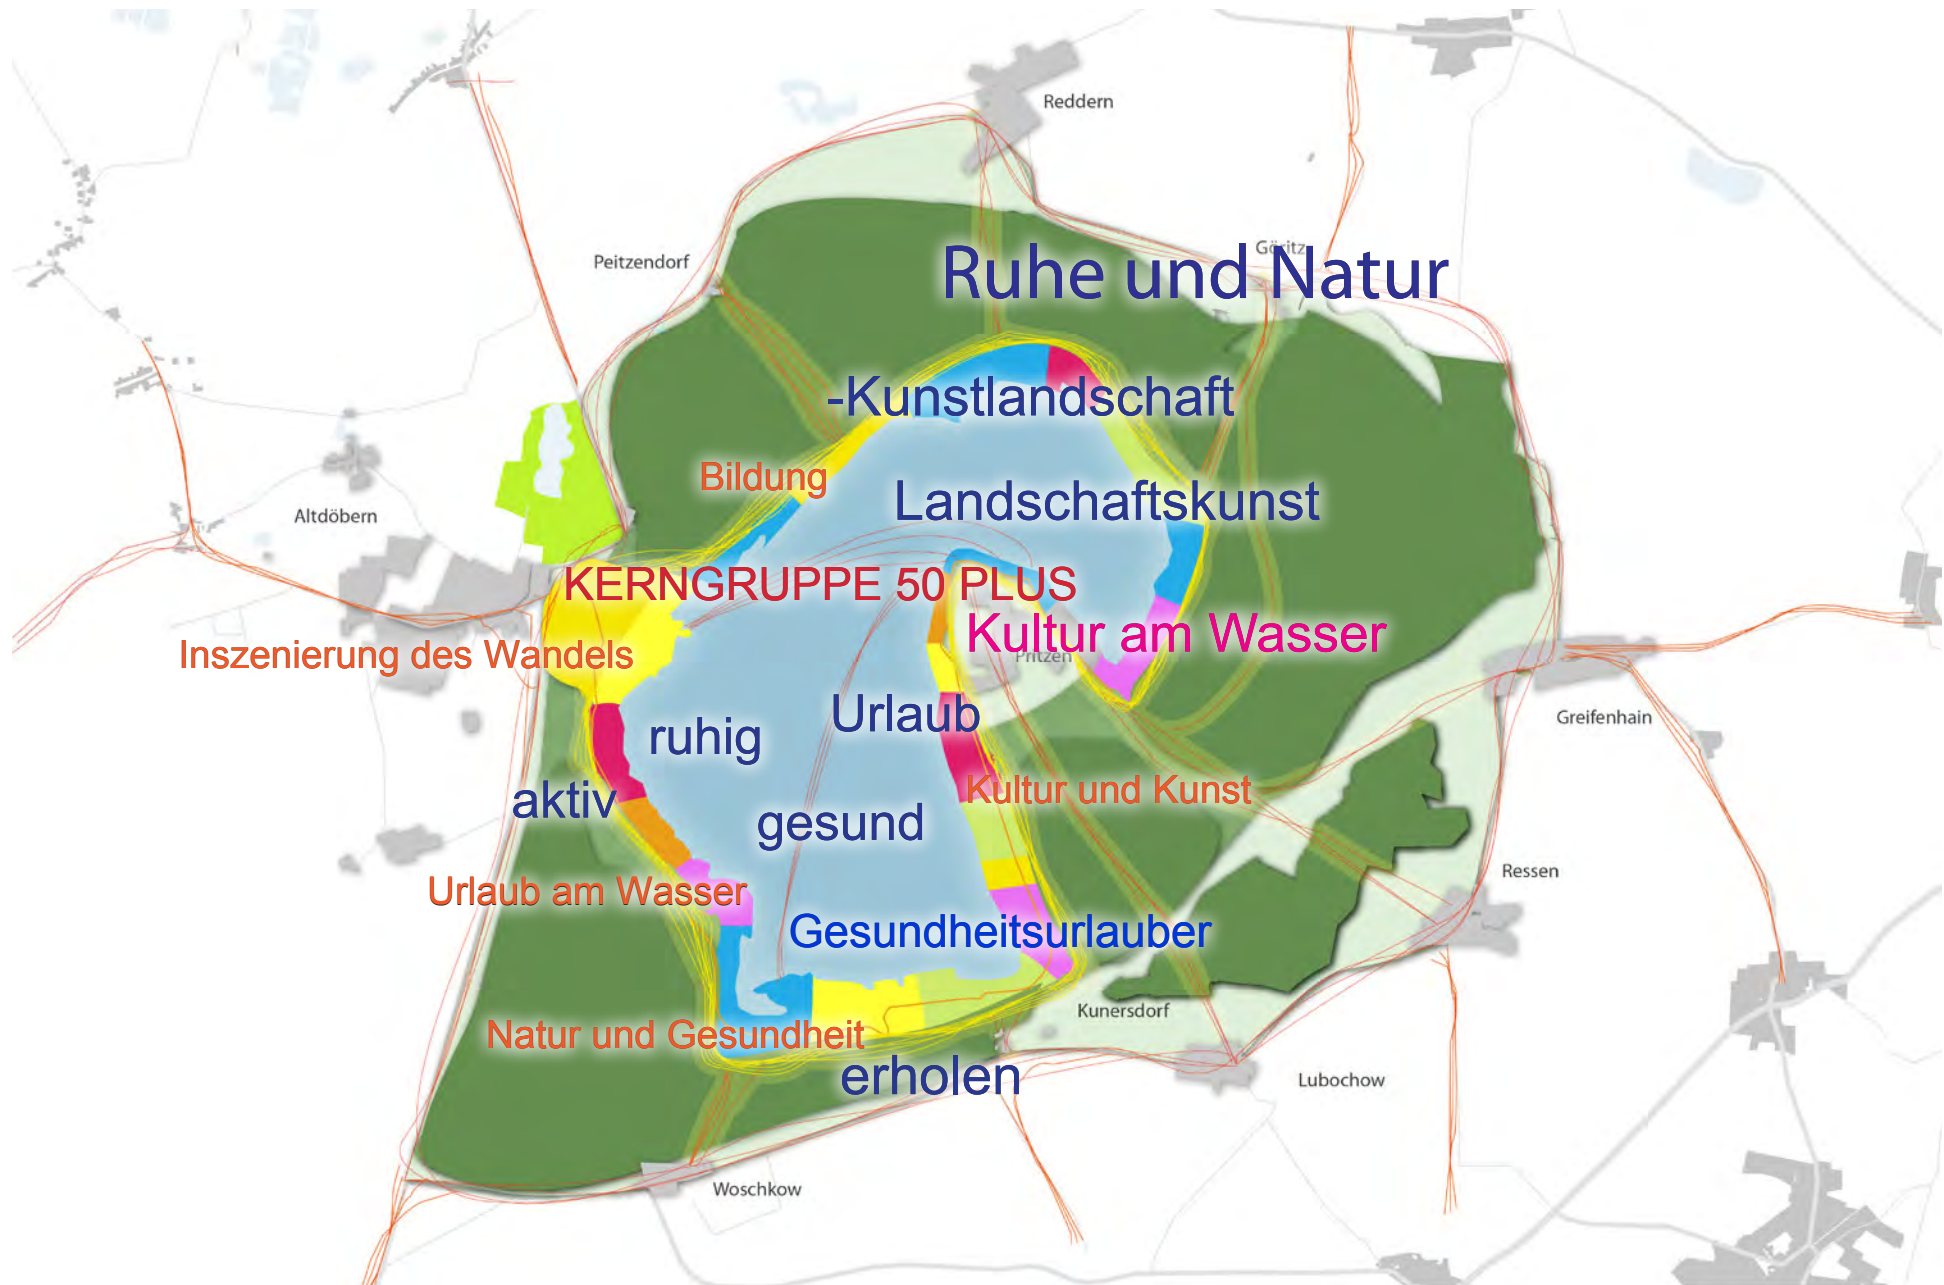 Reddern
Göritz
Peitzendorf
Ruhe und Natur
-Kunstlandschaft
Bildung
Landschaftskunst
Altdöbern
KERNGRUPPE 50 PLUS
Kultur am Wasser
Inszenierung des Wandels
Pritzen
Urlaub
ruhig
Greifenhain
aktiv
Kultur und Kunst
gesund
Ressen
Urlaub am Wasser
Gesundheitsurlauber
Kunersdorf
Natur und Gesundheit
erholen
Lubochow
Woschkow